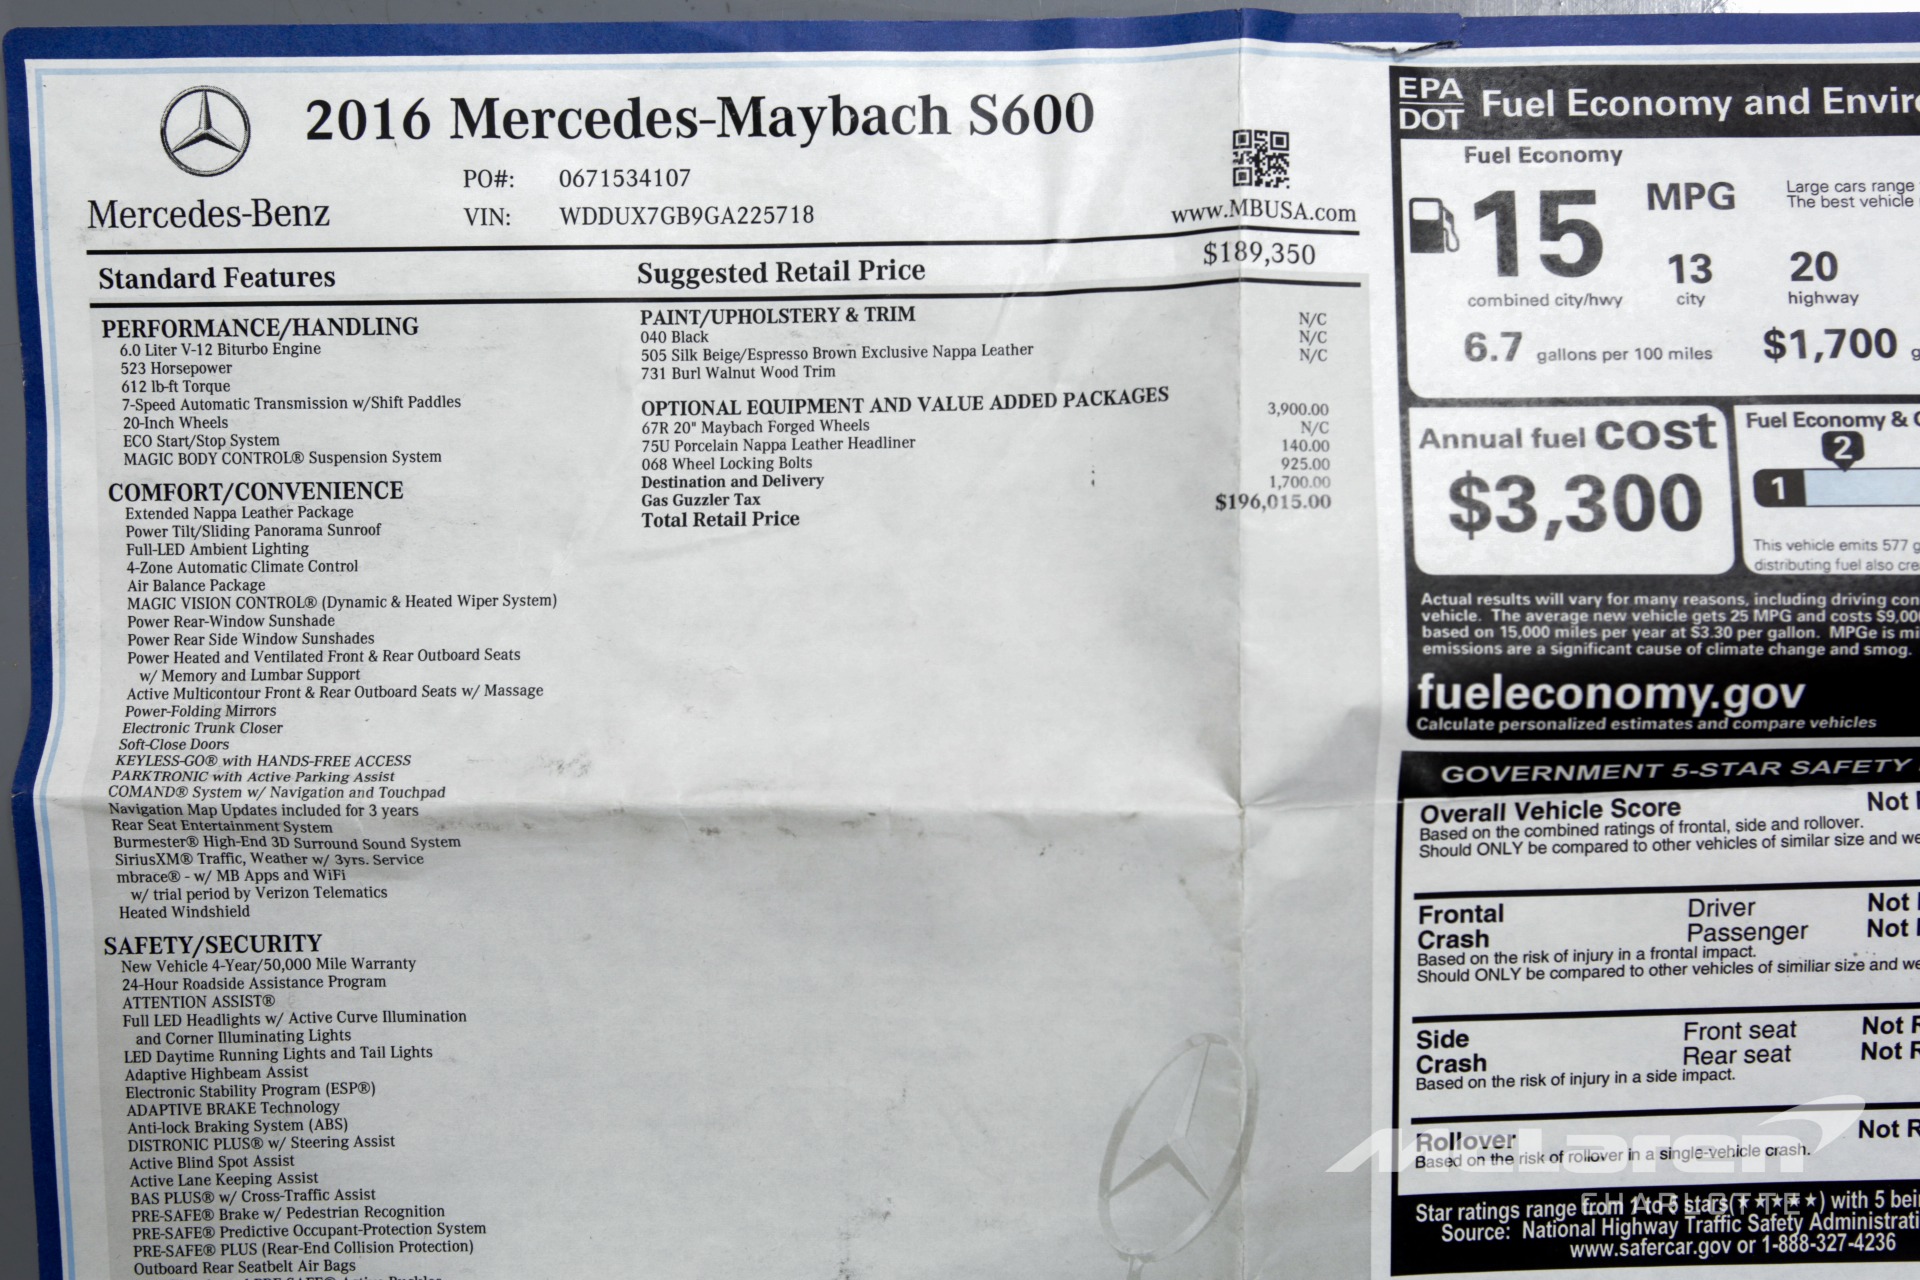 2016 Mercedes-Maybach S600
Mercedes-Benz
PO#: 0671534107
VIN: WDDUX7GB9GA225718
www.MBUSA.com
Standard Features
Suggested Retail Price $189,350
PERFORMANCE/HANDLING
6.0 Liter V-12 Biturbo Engine
523 Horsepower
612 lb-ft Torque
7-Speed Automatic Transmission w/Shift Paddles
20-Inch Wheels
ECO Start/Stop System
MAGIC BODY CONTROL® Suspension System
COMFORT/CONVENIENCE
Extended Nappa Leather Package
Power Tilt/Sliding Panorama Sunroof
Full-LED Ambient Lighting
4-Zone Automatic Climate Control
Air Balance Package
MAGIC VISION CONTROL® (Dynamic & Heated Wiper System)
Power Rear-Window Sunshade
Power Rear Side Window Sunshades
Power Heated and Ventilated Front & Rear Outboard Seats
w/ Memory and Lumbar Support
Active Multicontour Front & Rear Outboard Seats w/ Massage
Power-Folding Mirrors
Electronic Trunk Closer
Soft-Close Doors
KEYLESS-GO® with HANDS-FREE ACCESS
PARKTRONIC with Active Parking Assist
COMAND® System w/ Navigation and Touchpad
Navigation Map Updates included for 3 years
Rear Seat Entertainment System
Burmester® High-End 3D Surround Sound System
SiriusXM® Traffic, Weather w/ 3yrs. Service
mbrace® - w/ MB Apps and WiFi
w/ trial period by Verizon Telematics
Heated Windshield
SAFETY/SECURITY
New Vehicle 4-Year/50,000 Mile Warranty
24-Hour Roadside Assistance Program
ATTENTION ASSIST®
Full LED Headlights w/ Active Curve Illumination
and Corner Illuminating Lights
LED Daytime Running Lights and Tail Lights
Adaptive Highbeam Assist
Electronic Stability Program (ESP®)
ADAPTIVE BRAKE Technology
Anti-lock Braking System (ABS)
DISTRONIC PLUS® w/ Steering Assist
Active Blind Spot Assist
Active Lane Keeping Assist
BAS PLUS® w/ Cross-Traffic Assist
PRE-SAFE® Brake w/ Pedestrian Recognition
PRE-SAFE® Predictive Occupant-Protection System
PRE-SAFE® PLUS (Rear-End Collision Protection)
Outboard Rear Seatbelt Air Bags
PAINT/UPHOLSTERY & TRIM
040 Black N/C
505 Silk Beige/Espresso Brown Exclusive Nappa Leather N/C
731 Burl Walnut Wood Trim N/C
OPTIONAL EQUIPMENT AND VALUE ADDED PACKAGES
67R 20" Maybach Forged Wheels 3,900.00
75U Porcelain Nappa Leather Headliner N/C
068 Wheel Locking Bolts 140.00
Destination and Delivery 925.00
Gas Guzzler Tax 1,700.00
Total Retail Price $196,015.00
EPA
DOT
Fuel Economy and Enviro
Fuel Economy
15 MPG
Large cars range
The best vehicle
13 20
combined city/hwy city highway
6.7 gallons per 100 miles
$1,700
Annual fuel cost
$3,300
Fuel Economy &
2
1
This vehicle emits 577 g
distributing fuel also cre
Actual results will vary for many reasons, including driving con
vehicle. The average new vehicle gets 25 MPG and costs $9,00
based on 15,000 miles per year at $3.30 per gallon. MPGe is mi
emissions are a significant cause of climate change and smog.
fueleconomy.gov
Calculate personalized estimates and compare vehicles
GOVERNMENT 5-STAR SAFETY
Overall Vehicle Score Not
Based on the combined ratings of frontal, side and rollover.
Should ONLY be compared to other vehicles of similar size and we
Frontal Driver Not
Crash Passenger Not
Based on the risk of injury in a frontal impact.
Should ONLY be compared to other vehicles of similiar size and we
Side Front seat Not R
Crash Rear seat Not R
Based on the risk of injury in a side impact.
Rollover Not R
Based on the risk of rollover in a single-vehicle crash.
McLaren
CHARLOTTE
Star ratings range from 1 to 5 stars(★★★★★) with 5 bei
Source: National Highway Traffic Safety Administrati
www.safercar.gov or 1-888-327-4236